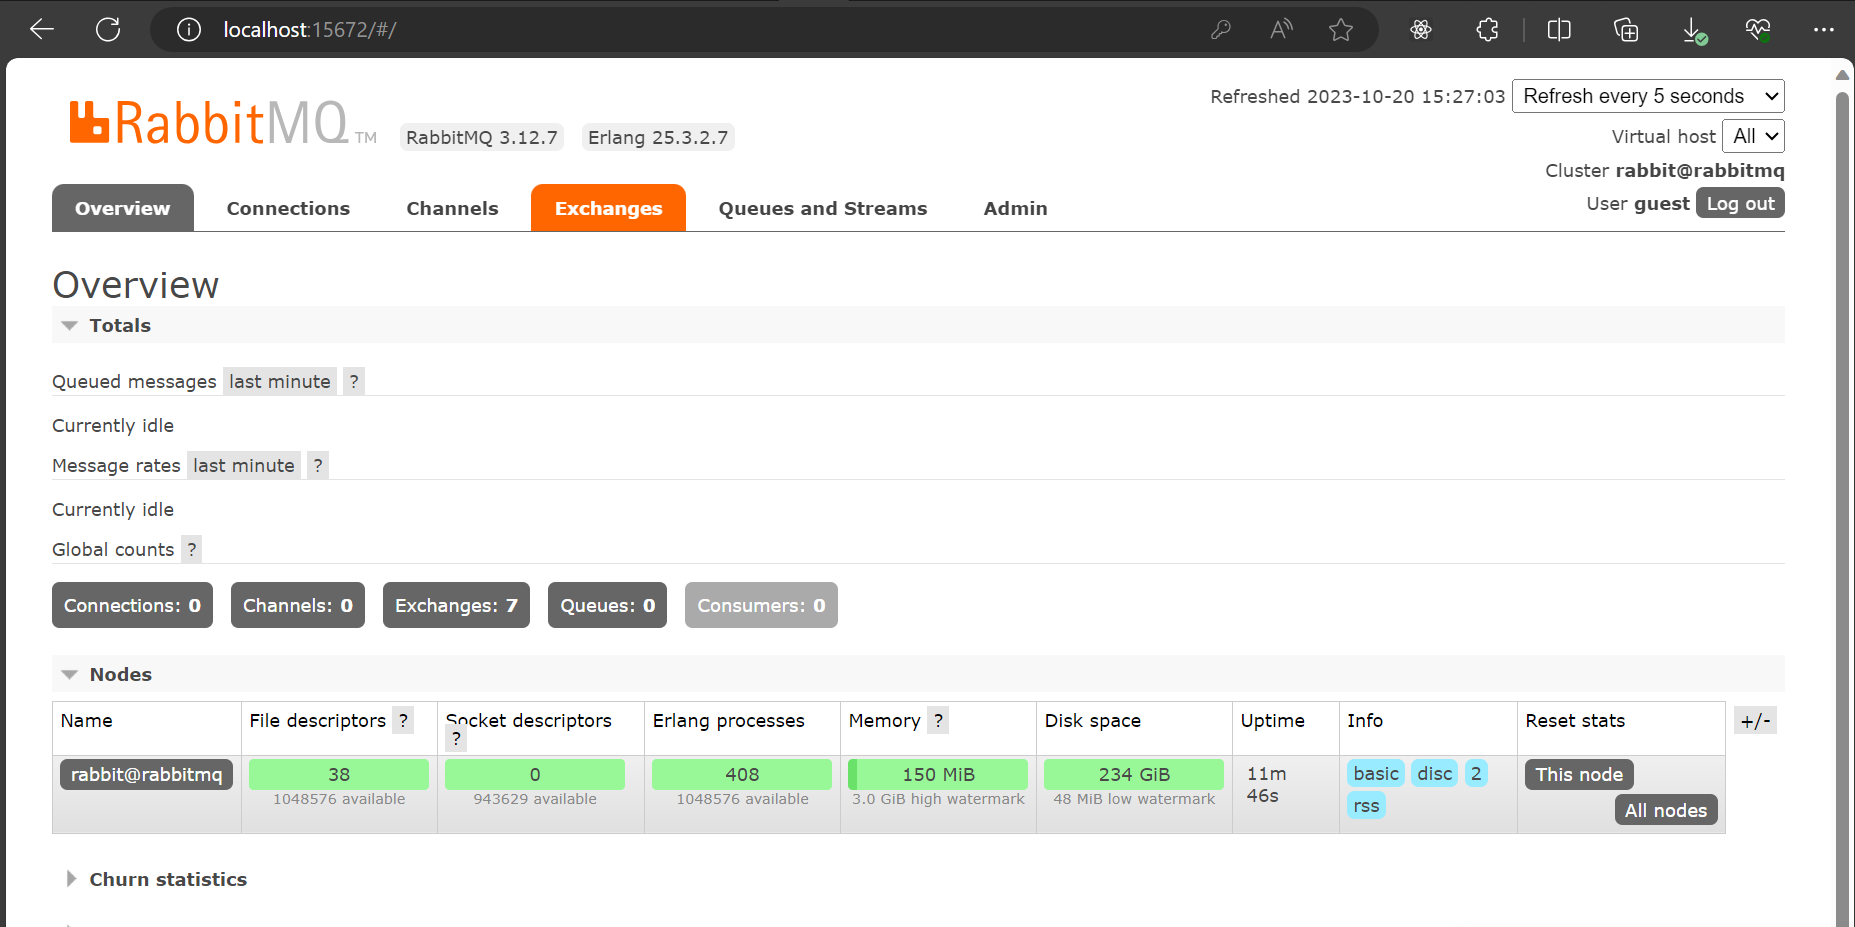 localhost:15672/#/
Refreshed 2023-10-20 15:27:03 Refresh every 5 seconds
RabbitMQ TM RabbitMQ 3.12.7 Erlang 25.3.2.7
Virtual host All
Cluster rabbit@rabbitmq
User guest Log out
Overview Connections Channels Exchanges Queues and Streams Admin
Overview
Totals
Queued messages last minute ?
Currently idle
Message rates last minute ?
Currently idle
Global counts ?
Connections: 0 Channels: 0 Exchanges: 7 Queues: 0 Consumers: 0
Nodes
Name File descriptors ? Socket descriptors ? Erlang processes Memory ? Disk space Uptime Info Reset stats +/-
rabbit@rabbitmq 38 0 408 150 MiB 234 GiB 11m 46s basic disc 2 rss This node
1048576 available 943629 available 1048576 available 3.0 GiB high watermark 48 MiB low watermark
All nodes
Churn statistics